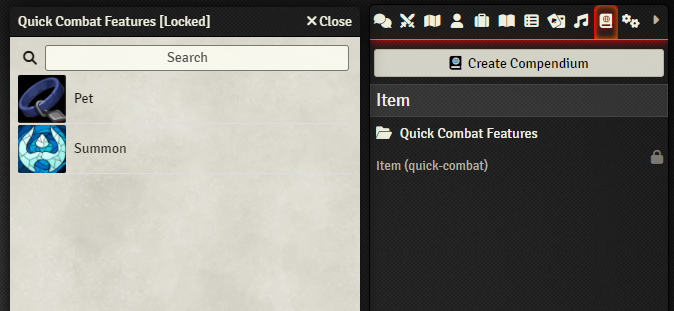 Quick Combat Features [Locked]
Close
Search
Pet
Summon
Create Compendium
Item
Quick Combat Features
Item (quick-combat)